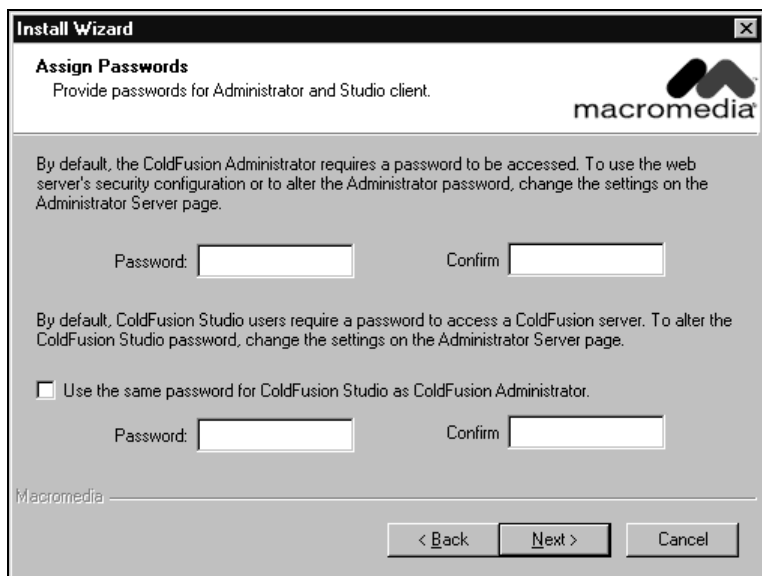 Install Wizard
Assign Passwords
Provide passwords for Administrator and Studio client.
macromedia
By default, the ColdFusion Administrator requires a password to be accessed. To use the web
server's security configuration or to alter the Administrator password, change the settings on the
Administrator Server page.
Password: Confirm
By default, ColdFusion Studio users require a password to access a ColdFusion server. To alter the
ColdFusion Studio password, change the settings on the Administrator Server page.
Use the same password for ColdFusion Studio as ColdFusion Administrator.
Password: Confirm
Macromedia
< Back Next > Cancel